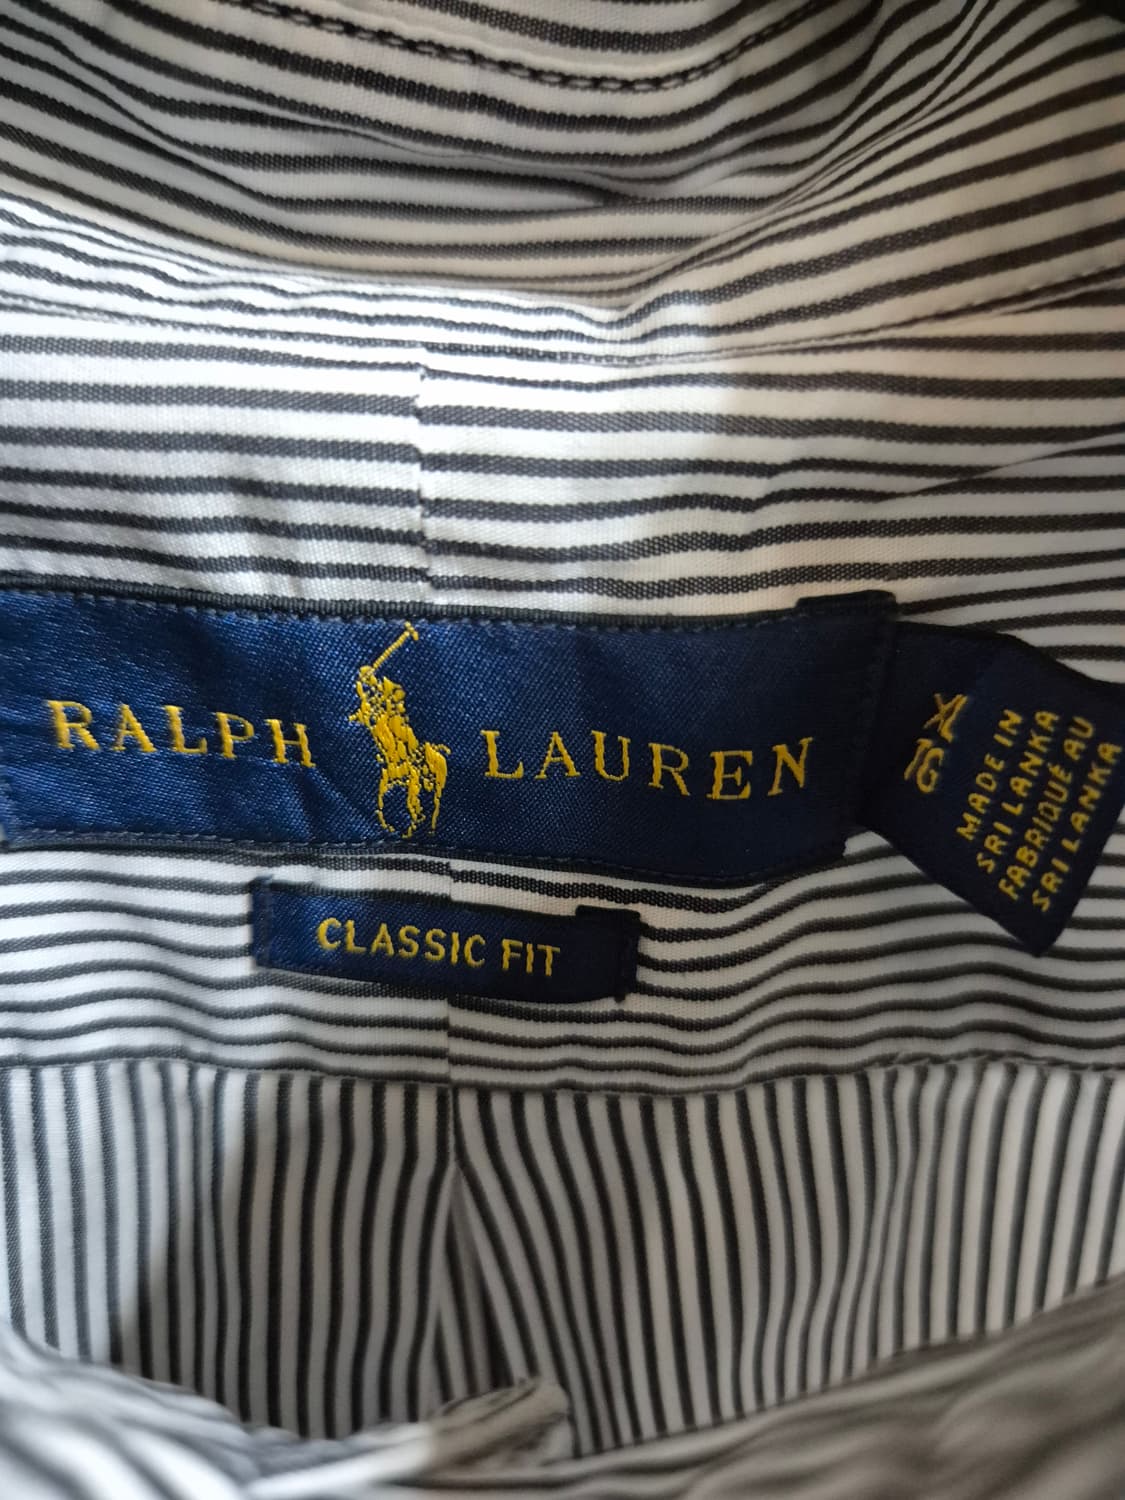 RALPH LAUREN
CLASSIC FIT
XL
TG
MADE IN
SRI LANKA
FABRIQUÉ AU
SRI LANKA